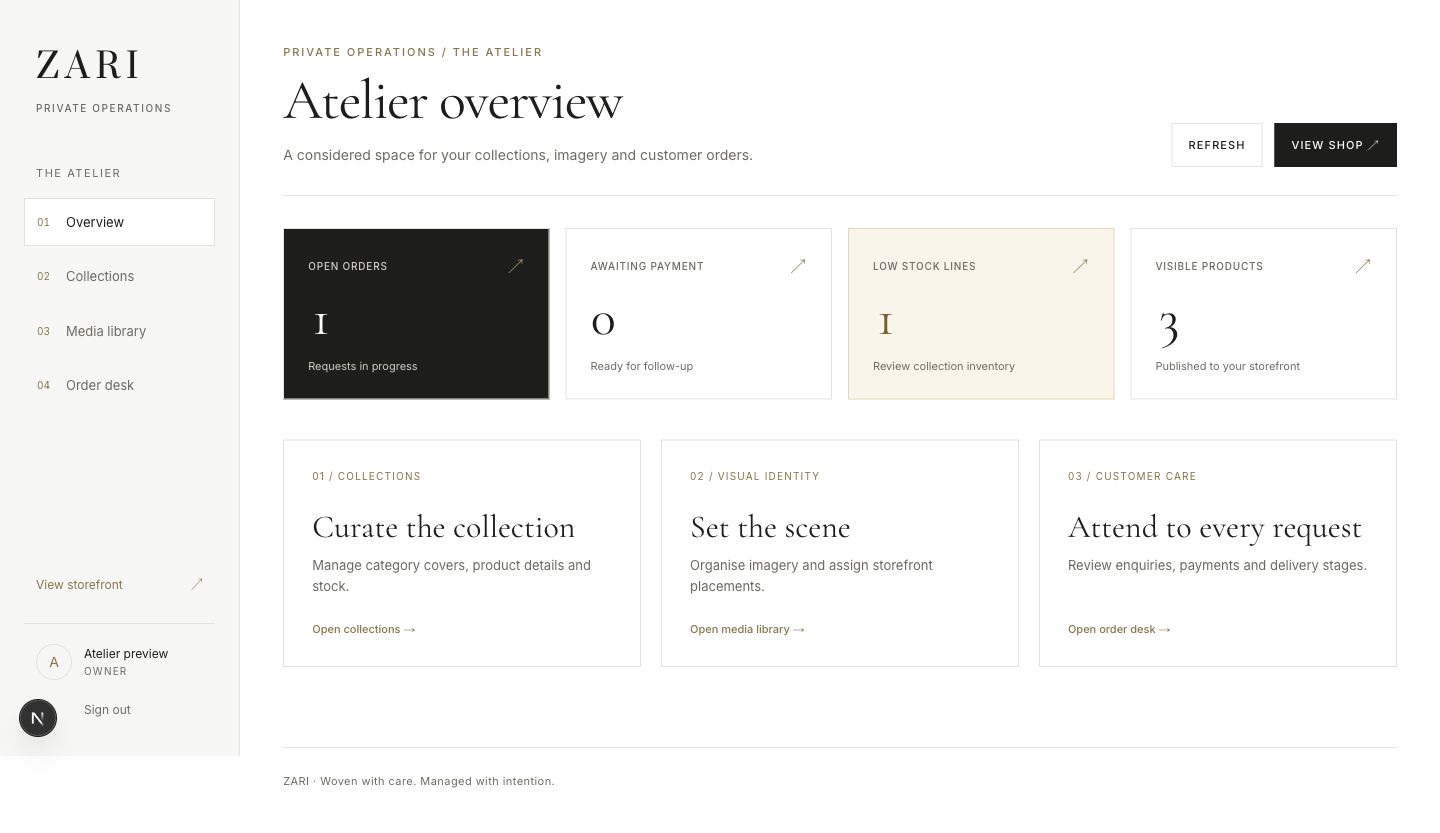 ZARI
PRIVATE OPERATIONS
THE ATELIER
01 Overview
02 Collections
03 Media library
04 Order desk
View storefront ↗
A
Atelier preview
OWNER
N
Sign out
PRIVATE OPERATIONS / THE ATELIER
Atelier overview
A considered space for your collections, imagery and customer orders.
REFRESH
VIEW SHOP ↗
OPEN ORDERS ↗
1
Requests in progress
AWAITING PAYMENT ↗
0
Ready for follow-up
LOW STOCK LINES ↗
1
Review collection inventory
VISIBLE PRODUCTS ↗
3
Published to your storefront
01 / COLLECTIONS
Curate the collection
Manage category covers, product details and
stock.
Open collections →
02 / VISUAL IDENTITY
Set the scene
Organise imagery and assign storefront
placements.
Open media library →
03 / CUSTOMER CARE
Attend to every request
Review enquiries, payments and delivery stages.
Open order desk →
ZARI · Woven with care. Managed with intention.